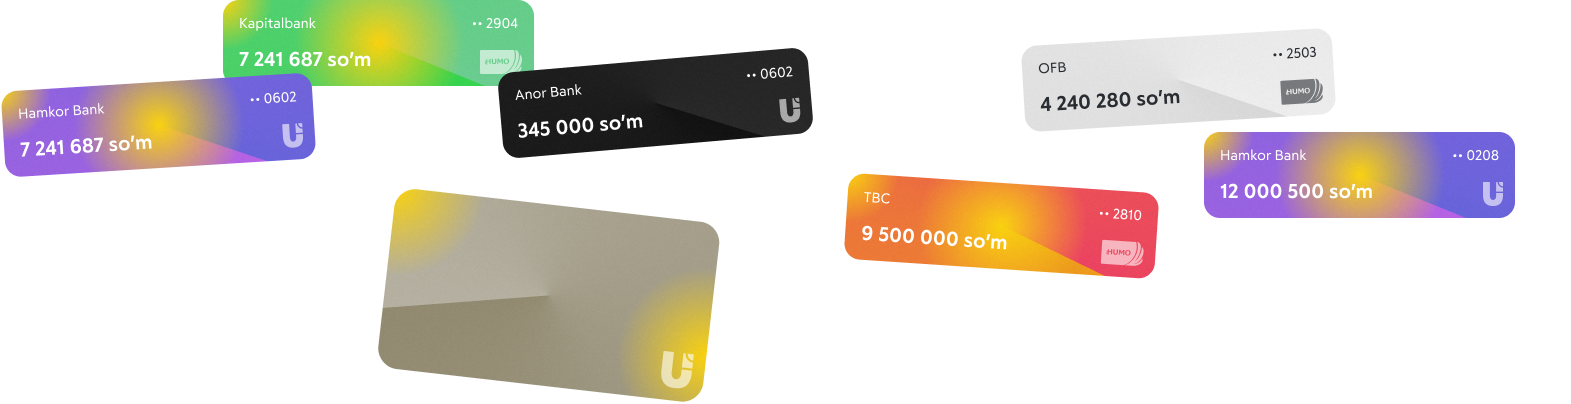 Kapitalbank
•• 2904
7 241 687 so'm
HUMO
Hamkor Bank
•• 0602
7 241 687 so'm
U
Anor Bank
•• 0602
345 000 so'm
U
OFB
•• 2503
4 240 280 so'm
HUMO
TBC
•• 2810
9 500 000 so'm
HUMO
Hamkor Bank
•• 0208
12 000 500 so'm
U
U